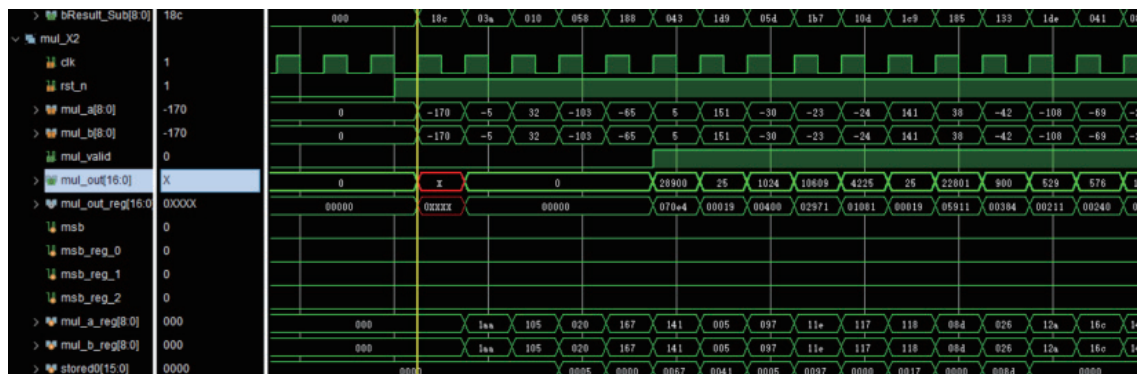 bResult_Sub[8:0] 18c 000 18c 03a 010 058 188 043 1d9 05d 1b7 10d 1c9 185 133 1de 041
mul_X2
clk 1
rst_n 1
mul_a[8:0] -170 0 -170 -5 32 -103 -65 5 151 -30 -23 -24 141 38 -42 -108 -69
mul_b[8:0] -170 0 -170 -5 32 -103 -65 5 151 -30 -23 -24 141 38 -42 -108 -69
mul_valid 0
mul_out[16:0] X 0 X 0 28900 25 1024 10609 4225 25 22801 900 529 576
mul_out_reg[16:0 0XXXX 00000 0XXXX 00000 070e4 00019 00400 02971 01081 00019 05911 00384 00211 00240
msb 0
msb_reg_0 0
msb_reg_1 0
msb_reg_2 0
mul_a_reg[8:0] 000 000 1aa 105 020 167 141 005 097 11e 117 118 08d 026 12a 16c
mul_b_reg[8:0] 000 000 1aa 105 020 167 141 005 097 11e 117 118 08d 026 12a 16c
stored0[15:0] 0000 0000 0005 0000 0067 0041 0005 0097 0000 0017 0000 008d 0000